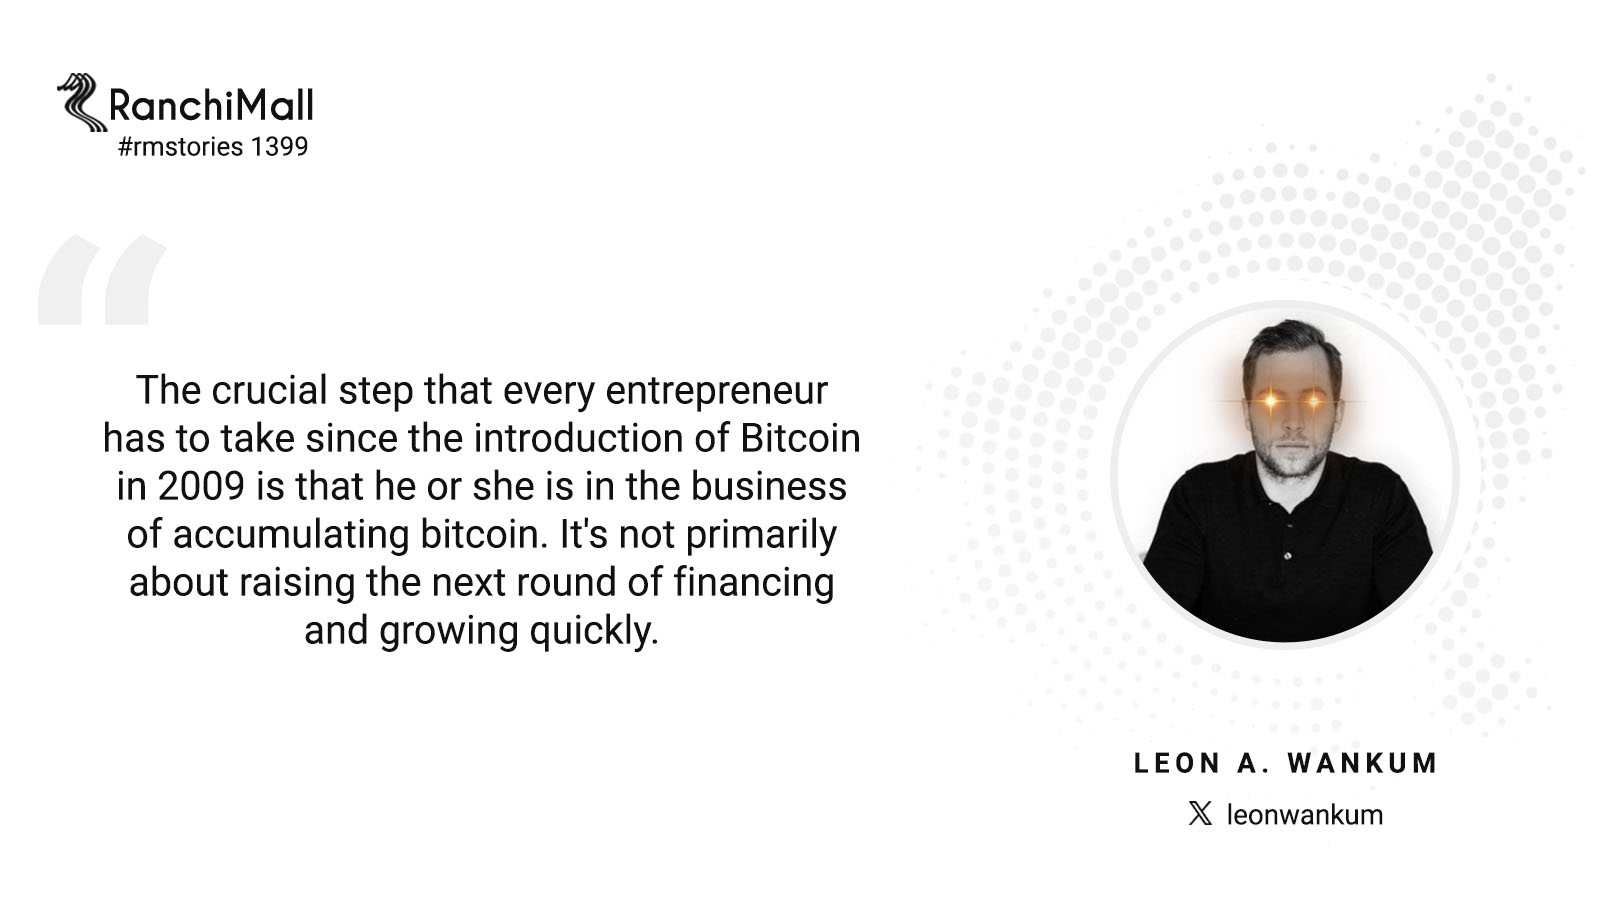 RanchiMall
#rmstories 1399
“
The crucial step that every entrepreneur
has to take since the introduction of Bitcoin
in 2009 is that he or she is in the business
of accumulating bitcoin. It's not primarily
about raising the next round of financing
and growing quickly.
LEON A. WANKUM
𝕏 leonwankum